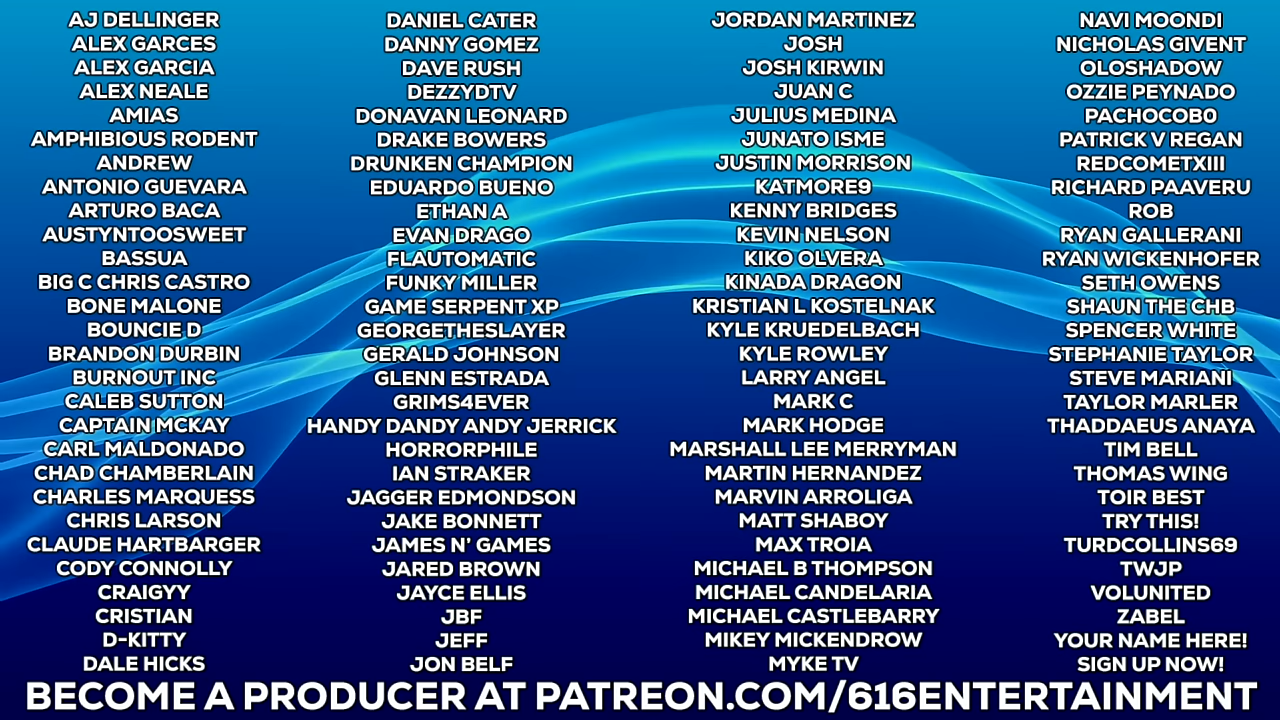 AJ DELLINGER
ALEX GARCES
ALEX GARCIA
ALEX NEALE
AMIAS
AMPHIBIOUS RODENT
ANDREW
ANTONIO GUEVARA
ARTURO BACA
AUSTYNTOOSWEET
BASSUA
BIG C CHRIS CASTRO
BONE MALONE
BOUNCIE D
BRANDON DURBIN
BURNOUT INC
CALEB SUTTON
CAPTAIN MCKAY
CARL MALDONADO
CHAD CHAMBERLAIN
CHARLES MARQUESS
CHRIS LARSON
CLAUDE HARTBARGER
CODY CONNOLLY
CRAIGYY
CRISTIAN
D-KITTY
DALE HICKS
DANIEL CATER
DANNY GOMEZ
DAVE RUSH
DEZZYDTV
DONAVAN LEONARD
DRAKE BOWERS
DRUNKEN CHAMPION
EDUARDO BUENO
ETHAN A
EVAN DRAGO
FLAUTOMATIC
FUNKY MILLER
GAME SERPENT XP
GEORGETHESLAYER
GERALD JOHNSON
GLENN ESTRADA
GRIMS4EVER
HANDY DANDY ANDY JERRICK
HORRORPHILE
IAN STRAKER
JAGGER EDMONDSON
JAKE BONNETT
JAMES N' GAMES
JARED BROWN
JAYCE ELLIS
JBF
JEFF
JON BELF
JORDAN MARTINEZ
JOSH
JOSH KIRWIN
JUAN C
JULIUS MEDINA
JUNATO ISME
JUSTIN MORRISON
KATMORE9
KENNY BRIDGES
KEVIN NELSON
KIKO OLVERA
KINADA DRAGON
KRISTIAN L KOSTELNAK
KYLE KRUEDELBACH
KYLE ROWLEY
LARRY ANGEL
MARK C
MARK HODGE
MARSHALL LEE MERRYMAN
MARTIN HERNANDEZ
MARVIN ARROLIGA
MATT SHABOY
MAX TROIA
MICHAEL B THOMPSON
MICHAEL CANDELARIA
MICHAEL CASTLEBARRY
MIKEY MICKENDROW
MYKE TV
NAVI MOONDI
NICHOLAS GIVENT
OLOSHADOW
OZZIE PEYNADO
PACHOCOB0
PATRICK V REGAN
REDCOMETXIII
RICHARD PAAVERU
ROB
RYAN GALLERANI
RYAN WICKENHOFER
SETH OWENS
SHAUN THE CHB
SPENCER WHITE
STEPHANIE TAYLOR
STEVE MARIANI
TAYLOR MARLER
THADDAEUS ANAYA
TIM BELL
THOMAS WING
TOIR BEST
TRY THIS!
TURDCOLLINS69
TWJP
VOLUNITED
ZABEL
YOUR NAME HERE!
SIGN UP NOW!
BECOME A PRODUCER AT PATREON.COM/616ENTERTAINMENT